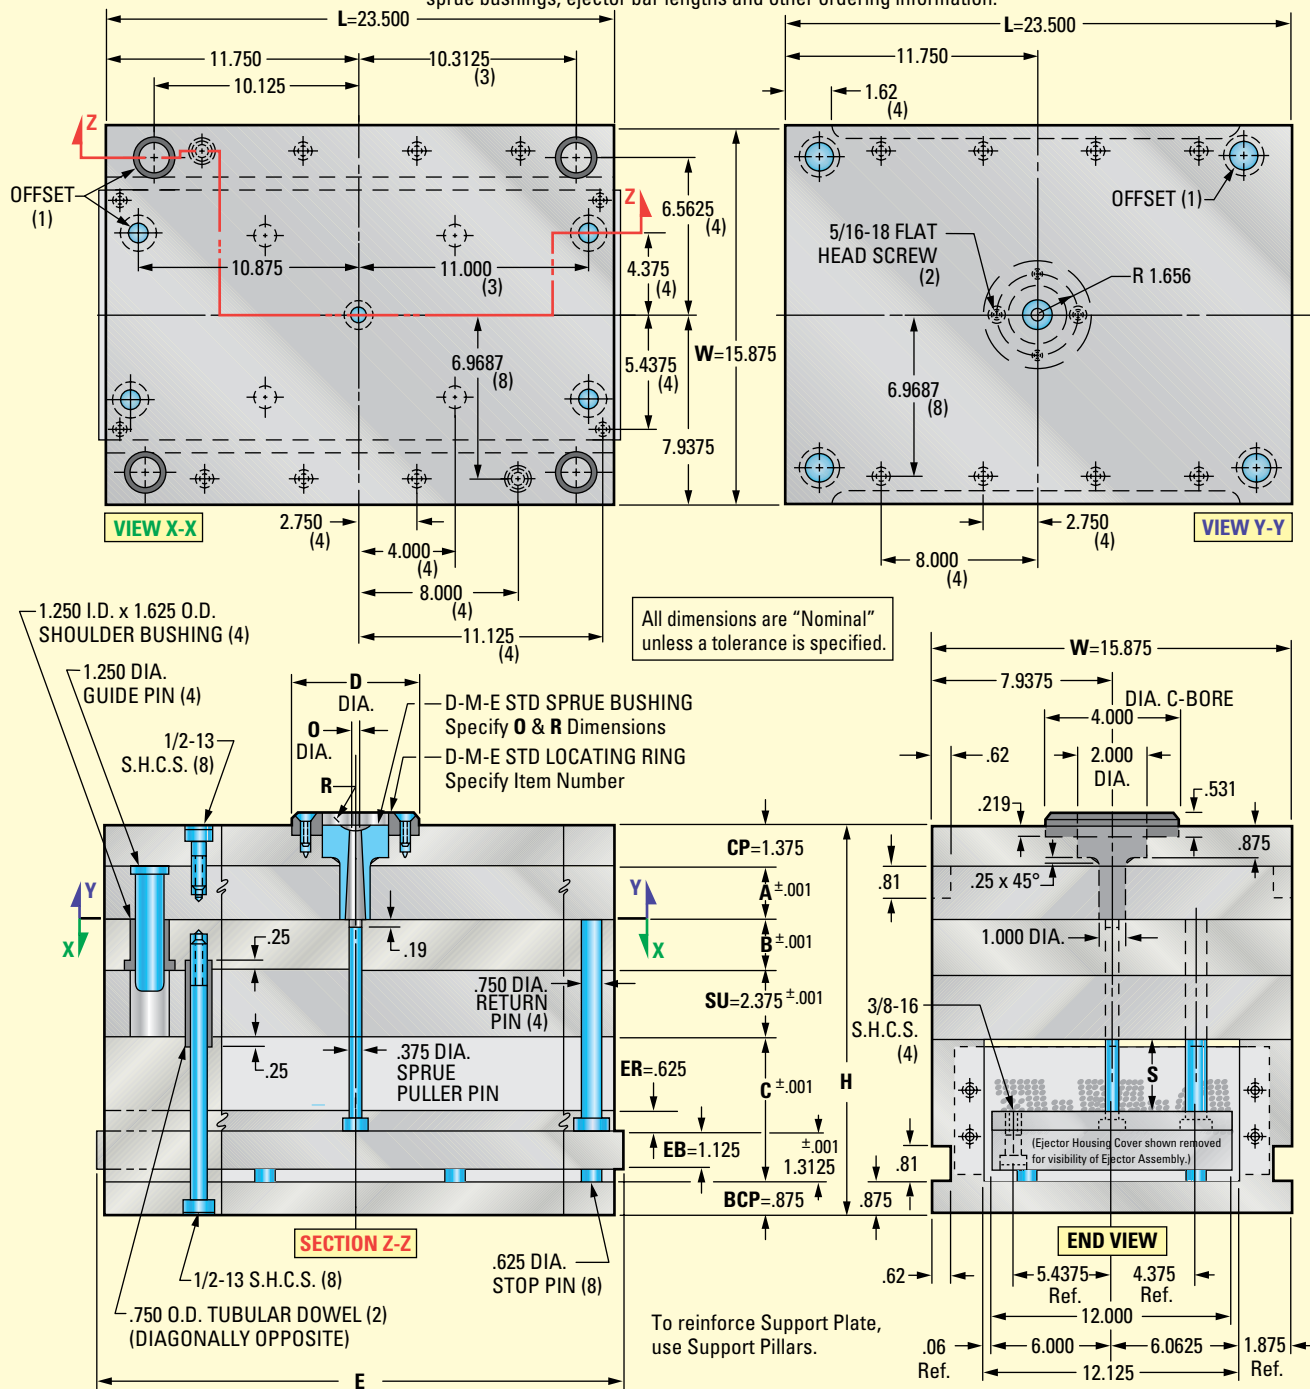 sprue bushings, ejector bar lengths and other ordering information.
L=23.500
11.750
10.3125
(3)
10.125
Z
OFFSET
(1)
Z
6.5625
(4)
4.375
(4)
10.875
11.000
(3)
6.9687
(8)
5.4375
(4)
W=15.875
7.9375
VIEW X-X
2.750
(4)
4.000
(4)
8.000
(4)
11.125
(4)
L=23.500
11.750
1.62
(4)
OFFSET (1)
5/16-18 FLAT
HEAD SCREW
(2)
R 1.656
6.9687
(8)
2.750
(4)
VIEW Y-Y
8.000
(4)
All dimensions are “Nominal”
unless a tolerance is specified.
1.250 I.D. x 1.625 O.D.
SHOULDER BUSHING (4)
1.250 DIA.
GUIDE PIN (4)
1/2-13
S.H.C.S. (8)
D
DIA.
O
DIA.
R
D-M-E STD SPRUE BUSHING
Specify O & R Dimensions
D-M-E STD LOCATING RING
Specify Item Number
CP=1.375
Y
Y
A ±.001
X
X
.25
.19
B ±.001
.750 DIA.
RETURN
PIN (4)
SU=2.375 ±.001
.375 DIA.
SPRUE
PULLER PIN
.25
ER=.625
C ±.001
H
EB=1.125
±.001
1.3125
BCP=.875
SECTION Z-Z
1/2-13 S.H.C.S. (8)
.625 DIA.
STOP PIN (8)
.750 O.D. TUBULAR DOWEL (2)
(DIAGONALLY OPPOSITE)
E
To reinforce Support Plate,
use Support Pillars.
W=15.875
7.9375
DIA. C-BORE
4.000
.62
2.000
DIA.
.219
.531
.875
.25 x 45°
.81
1.000 DIA.
3/8-16
S.H.C.S.
(4)
S
(Ejector Housing Cover shown removed
for visibility of Ejector Assembly.)
.81
.875
END VIEW
.62
5.4375
Ref.
4.375
Ref.
12.000
.06
Ref.
6.000
6.0625
1.875
Ref.
12.125